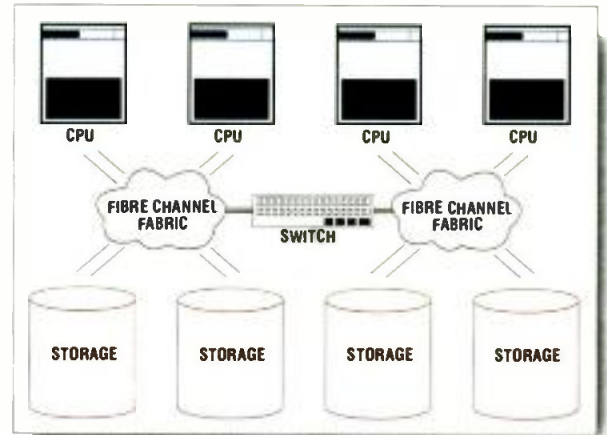 CPU CPU CPU CPU
FIBRE CHANNEL
FABRIC
SWITCH
FIBRE CHANNEL
FABRIC
STORAGE STORAGE STORAGE STORAGE